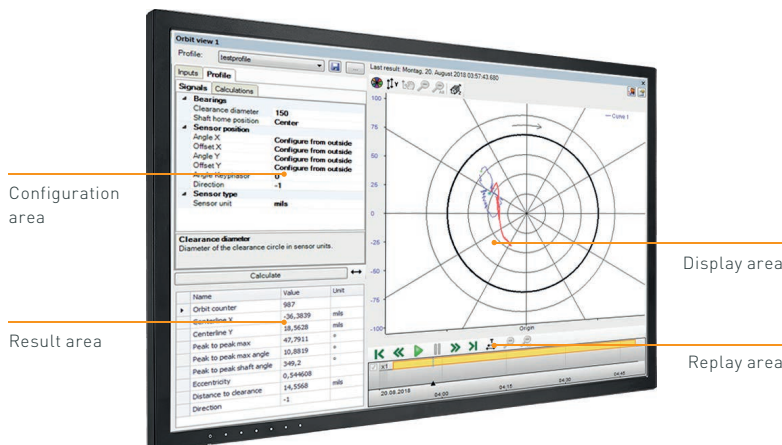 Orbit view 1
Profile: testprofile
Inputs Profile
Signals Calculations
Bearings
Clearance diameter 150
Shaft home position Center
Sensor position
Angle X Configure from outside
Offset X Configure from outside
Angle Y Configure from outside
Offset Y Configure from outside
Angle Keyphasor 0
Direction -1
Sensor type
Sensor unit mils
Clearance diameter
Diameter of the clearance circle in sensor units.
Calculate
Name Value Unit
Orbit counter 987
Centerline X -36,3839 mils
Centerline Y 18,5628 mils
Peak to peak max 47,7911 °
Peak to peak max angle 10,8819 °
Peak to peak shaft angle 349,2
Eccentricity 0,544608
Distance to clearance 14,5568 mils
Direction -1
Last result: Montag, 20. August 2018 03:57:43.680
Curve 1
100
75
50
25
0
-25
-50
-75
-100
Origin
x1
20.08.2018 04:00 04:15 04:30 04:45
Configuration
area
Result area
Display area
Replay area